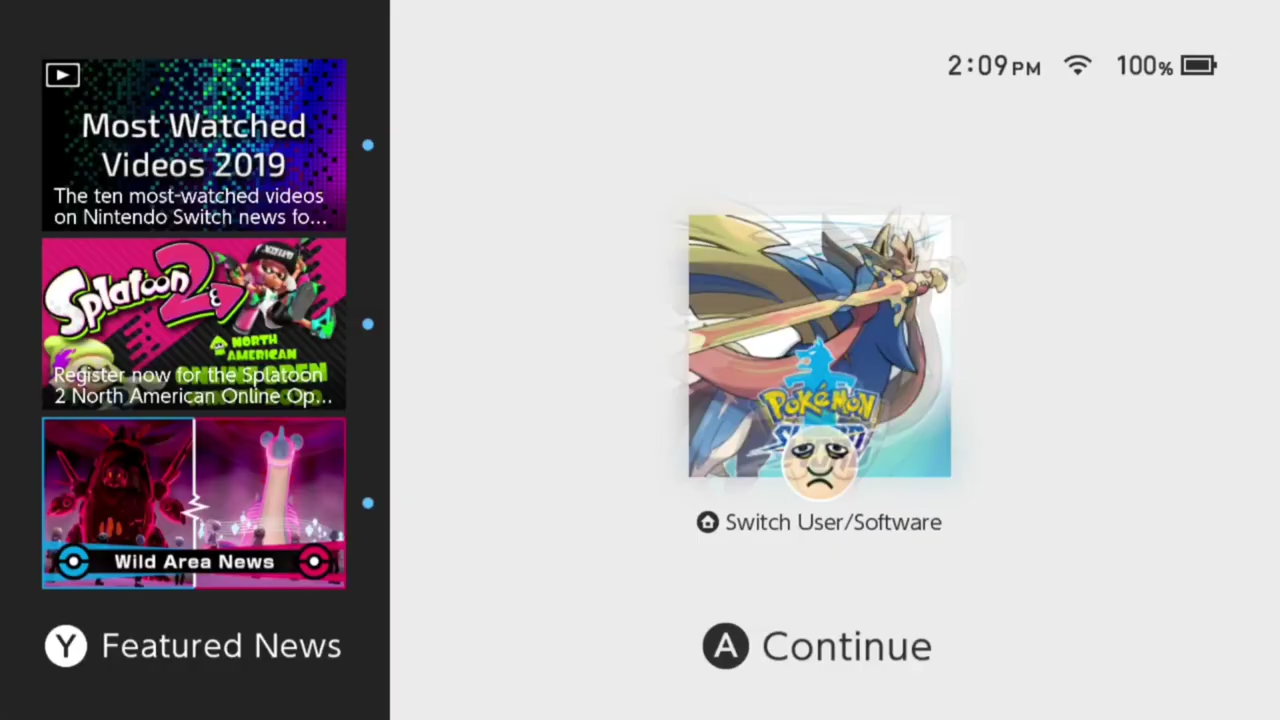 2:09 PM 100%
Most Watched
Videos 2019
The ten most-watched videos
on Nintendo Switch news fo...
Splatoon 2
NORTH
AMERICAN
Register now for the Splatoon
2 North American Online Op...
Wild Area News
Y Featured News
POKéMON
Switch User/Software
A Continue